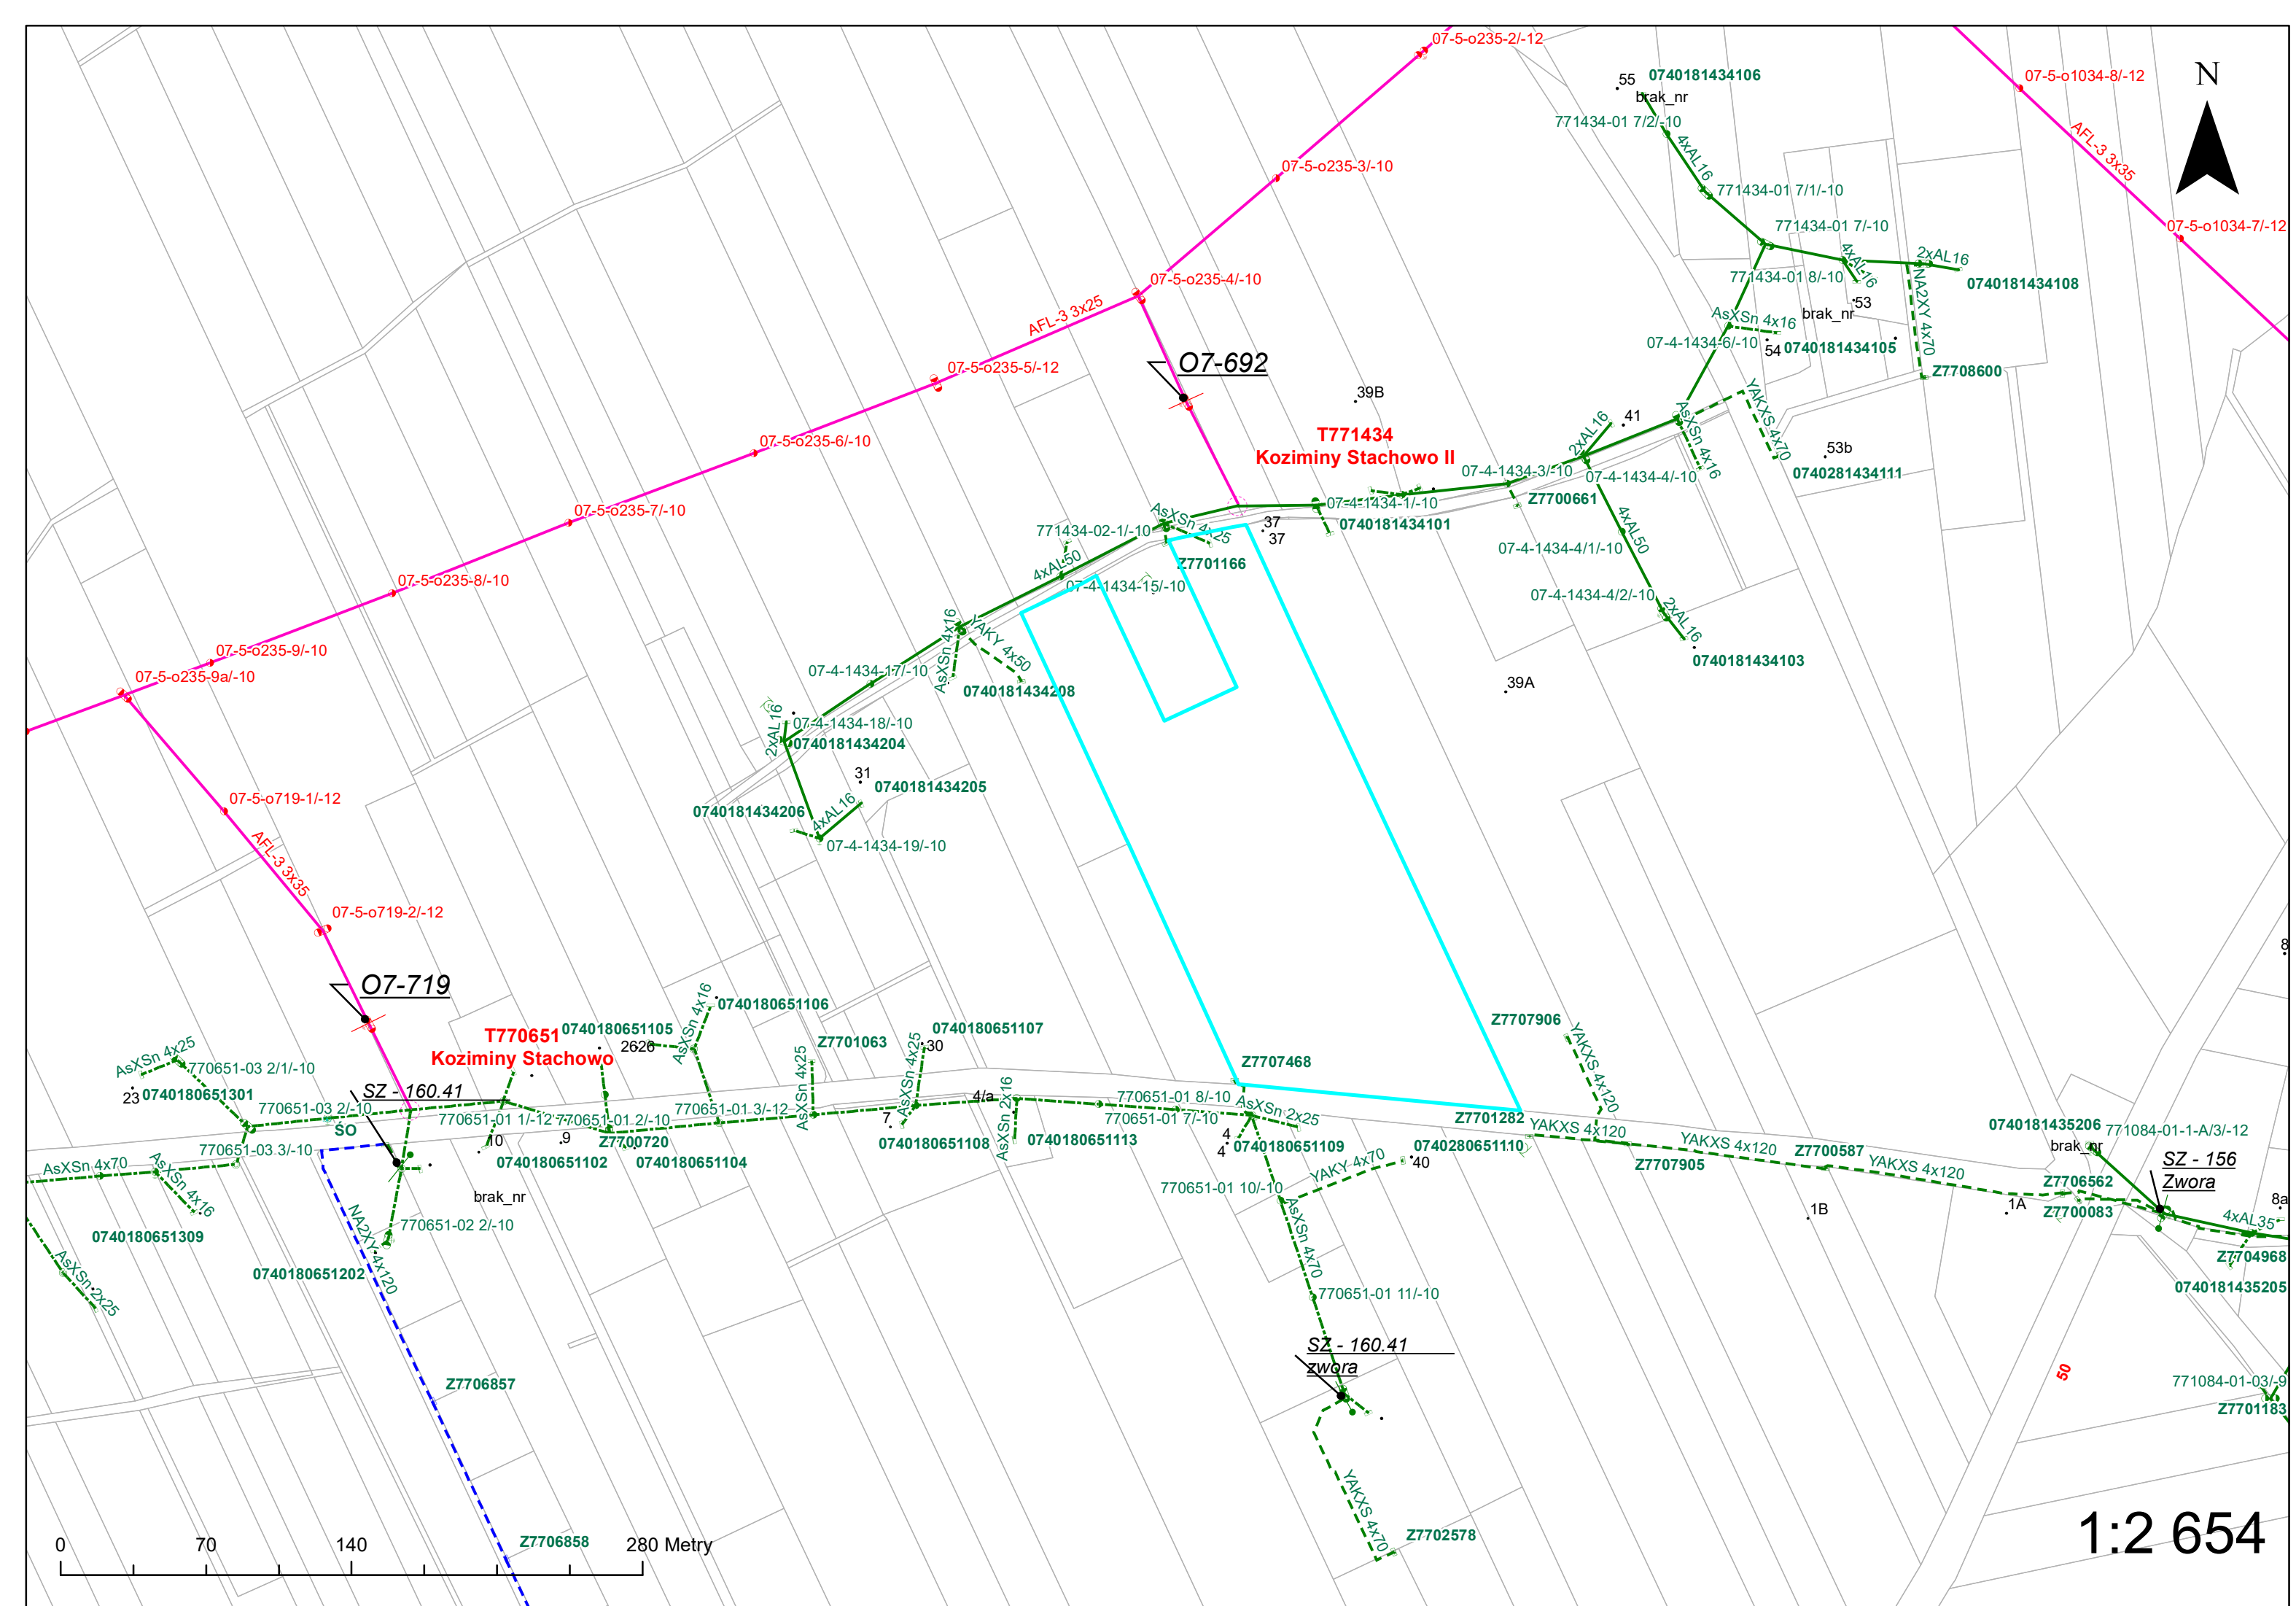 07-5-o235-2/-12
55
0740181434106
brak_nr
07-5-o1034-8/-12
N
771434-01 7/2/-10
4xAL16
AFL-3 3x35
07-5-o235-3/-10
771434-01 7/1/-10
771434-01 7/-10
07-5-o1034-7/-12
4xAL16
2xAL16
07-5-o235-4/-10
771434-01 8/-10
NA2XY 4x70
0740181434108
AFL-3 3x25
53
brak_nr
AsXSn 4x16
07-4-1434-6/-10
54
0740181434105
O7-692
07-5-o235-5/-12
Z7708600
39B
YAKXS 4x70
41
AsXSn 4x16
T771434
Koziminy Stachowo II
07-5-o235-6/-10
2xAL16
53b
07-4-1434-3/-10
07-4-1434-4/-10
0740281434111
Z7700661
07-5-o235-7/-10
AsXSn 4x25
07-4-1434-1/-10
0740181434101
37
37
771434-02-1/-10
4xAL50
07-4-1434-4/1/-10
Z7701166
4xAL50
07-5-o235-8/-10
07-4-1434-15/-10
07-4-1434-4/2/-10
2xAL16
AsXSn 4x16
YAKY 4x50
07-5-o235-9/-10
0740181434103
07-5-o235-9a/-10
07-4-1434-17/-10
0740181434208
39A
07-4-1434-18/-10
2xAL16
0740181434204
31
0740181434205
07-5-o719-1/-12
0740181434206
4xAL16
07-4-1434-19/-10
AFL-3 3x35
07-5-o719-2/-12
O7-719
0740180651106
AsXSn 4x16
Z7707906
T770651
Koziminy Stachowo
0740180651105
2626
Z7701063
0740180651107
30
YAKXS 4x120
AsXSn 4x25
770651-03 2/1/-10
Z7707468
AsXSn 4x25
AsXSn 4x25
23
0740180651301
SZ - 160.41
4/a
AsXSn 2x16
770651-01 8/-10
770651-03 2/-10
770651-01 1/-12
770651-01.2/-10
770651-01.3/-12
770651-01 7/-10
AsXSn 2x25
Z7701282
ŚO
7
4
4
YAKXS 4x120
0740181435206
771084-01-1-A/3/-12
10
9
Z7700720
0740180651108
0740180651113
0740180651109
0740280651110
YAKXS 4x120
Z7700587
brak_nr
770651-03.3/-10
0740180651102
0740180651104
40
Z7707905
YAKXS 4x120
SZ - 156
Zwora
AsXSn 4x70
AsXSn 4x16
YAKY 4x70
brak_nr
770651-01 10/-10
Z7706562
8a
NA2XY 4x120
770651-02 2/-10
AsXSn 4x70
1B
1A
Z7700083
4xAL35
0740180651309
Z7704968
AsXSn 2x25
0740180651202
0740181435205
770651-01 11/-10
SZ - 160.41
zwora
50
Z7706857
771084-01-03/-9
Z7701183
YAKXS 4x70
Z7702578
Z7706858
0
70
140
280 Metry
1:2 654
8